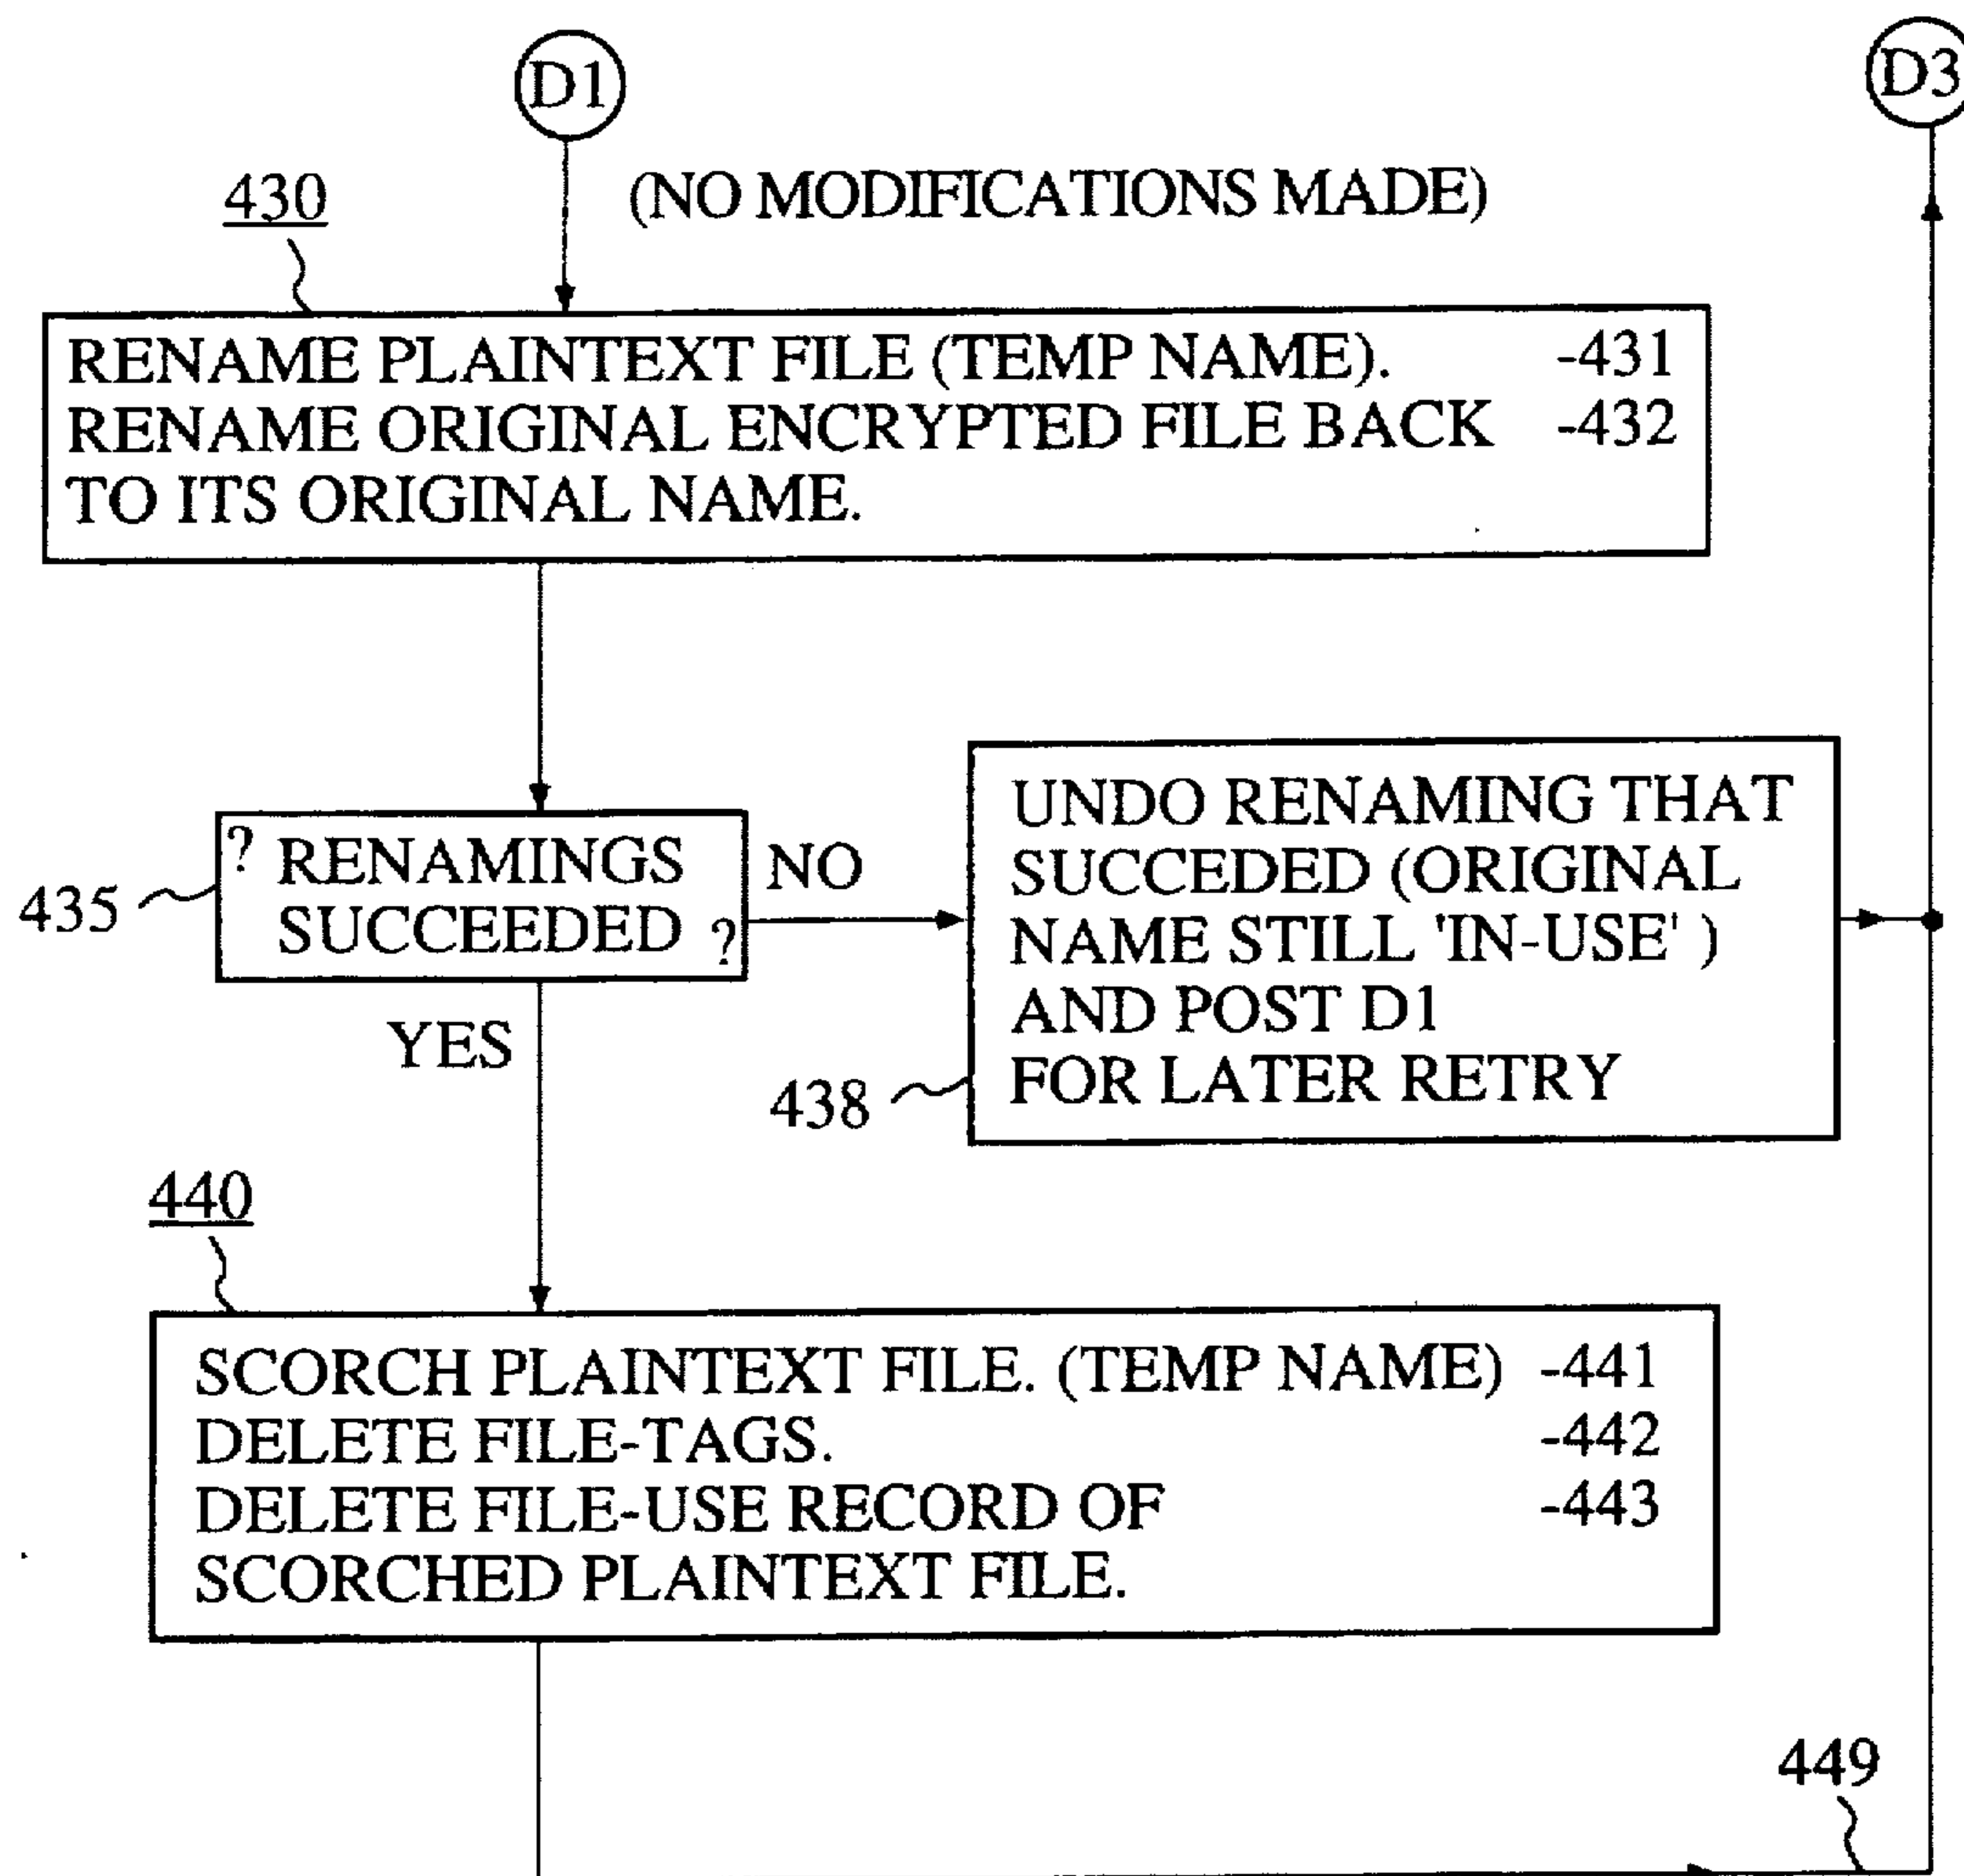 D1
D3
430
(NO MODIFICATIONS MADE)
RENAME PLAINTEXT FILE (TEMP NAME). -431
RENAME ORIGINAL ENCRYPTED FILE BACK -432
TO ITS ORIGINAL NAME.
435
? RENAMINGS
SUCCEEDED ?
NO
YES
UNDO RENAMING THAT
SUCCEDED (ORIGINAL
NAME STILL 'IN-USE' )
AND POST D1
FOR LATER RETRY
438
440
SCORCH PLAINTEXT FILE. (TEMP NAME) -441
DELETE FILE-TAGS. -442
DELETE FILE-USE RECORD OF -443
SCORCHED PLAINTEXT FILE.
449